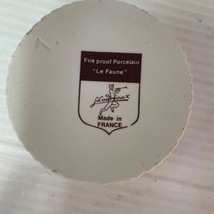 Fire proof Porcelain
"Le Faune"
Made in
FRANCE